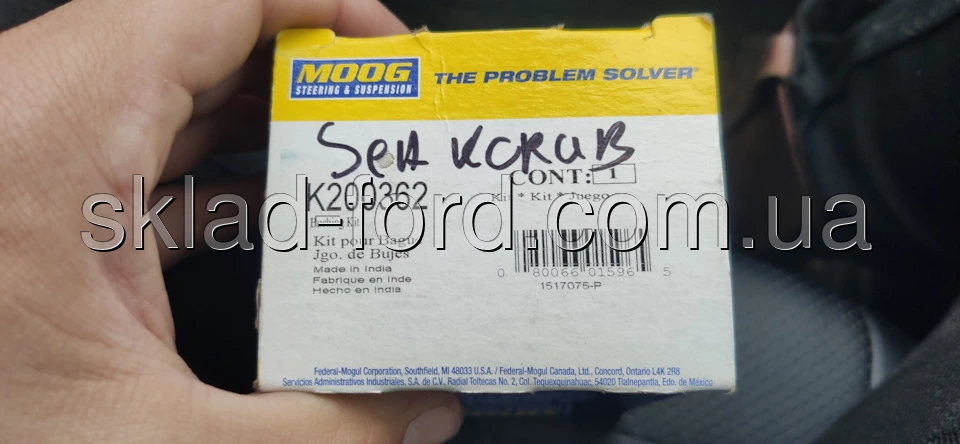 MOOG
STEERING & SUSPENSION
THE PROBLEM SOLVER®
CONT: 1
K200362
Kit * Kit * Juego
sklad-ford.com.ua
Bushing Kit
Kit pour Bague
Jgo. de Bujes
Made in India
Fabrique en Inde
Hecho en India
0 80066 01596 5
1517075-P
Federal-Mogul Corporation, Southfield, MI 48033 U.S.A. / Federal-Mogul Canada, Ltd., Concord, Ontario L4K 2R8
Servicios Administrativos Industriales, S.A. de C.V., Radial Toltecas No. 2, Col. Tequexquinahuac, 54020 Tlalnepantla, Edo. de México